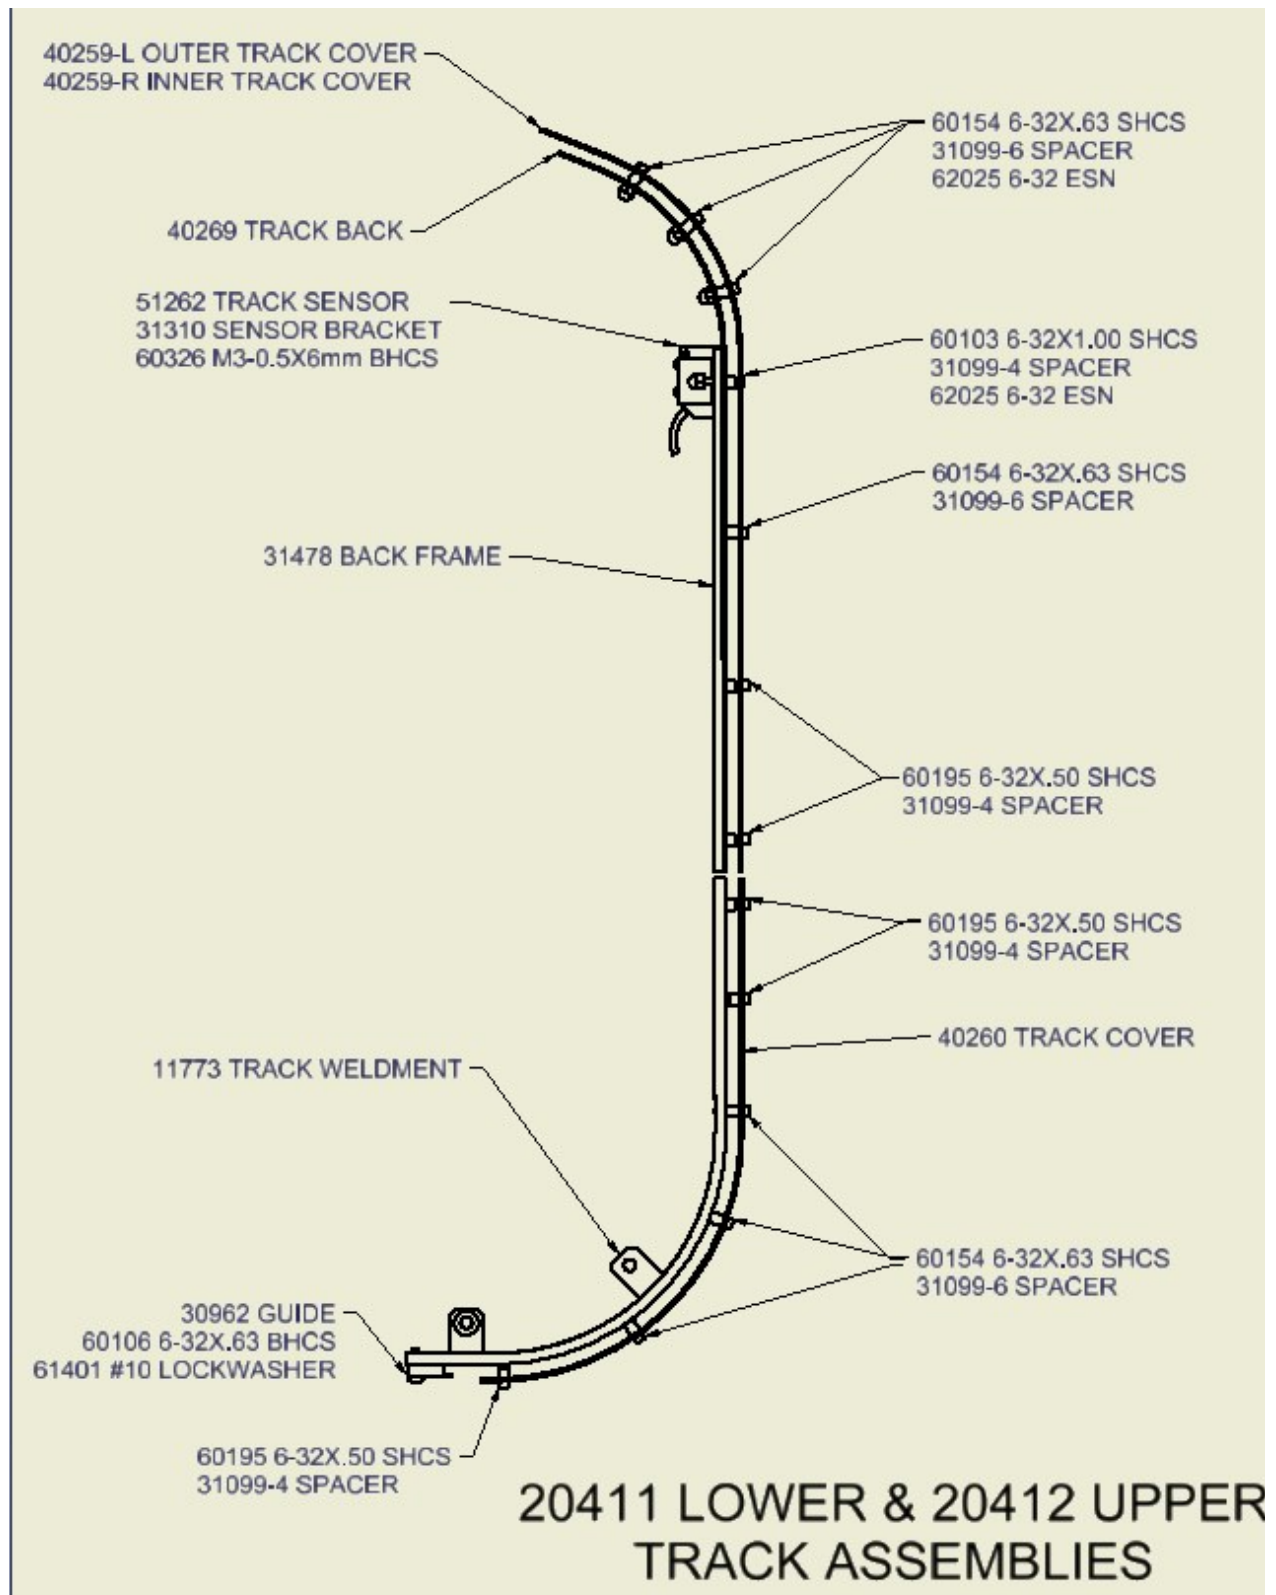 40259-L OUTER TRACK COVER
40259-R INNER TRACK COVER
60154 6-32X.63 SHCS
31099-6 SPACER
62025 6-32 ESN
40269 TRACK BACK
51262 TRACK SENSOR
31310 SENSOR BRACKET
60326 M3-0.5X6mm BHCS
60103 6-32X1.00 SHCS
31099-4 SPACER
62025 6-32 ESN
60154 6-32X.63 SHCS
31099-6 SPACER
31478 BACK FRAME
60195 6-32X.50 SHCS
31099-4 SPACER
60195 6-32X.50 SHCS
31099-4 SPACER
40260 TRACK COVER
11773 TRACK WELDMENT
60154 6-32X.63 SHCS
31099-6 SPACER
30962 GUIDE
60106 6-32X.63 BHCS
61401 #10 LOCKWASHER
60195 6-32X.50 SHCS
31099-4 SPACER
20411 LOWER & 20412 UPPER
TRACK ASSEMBLIES